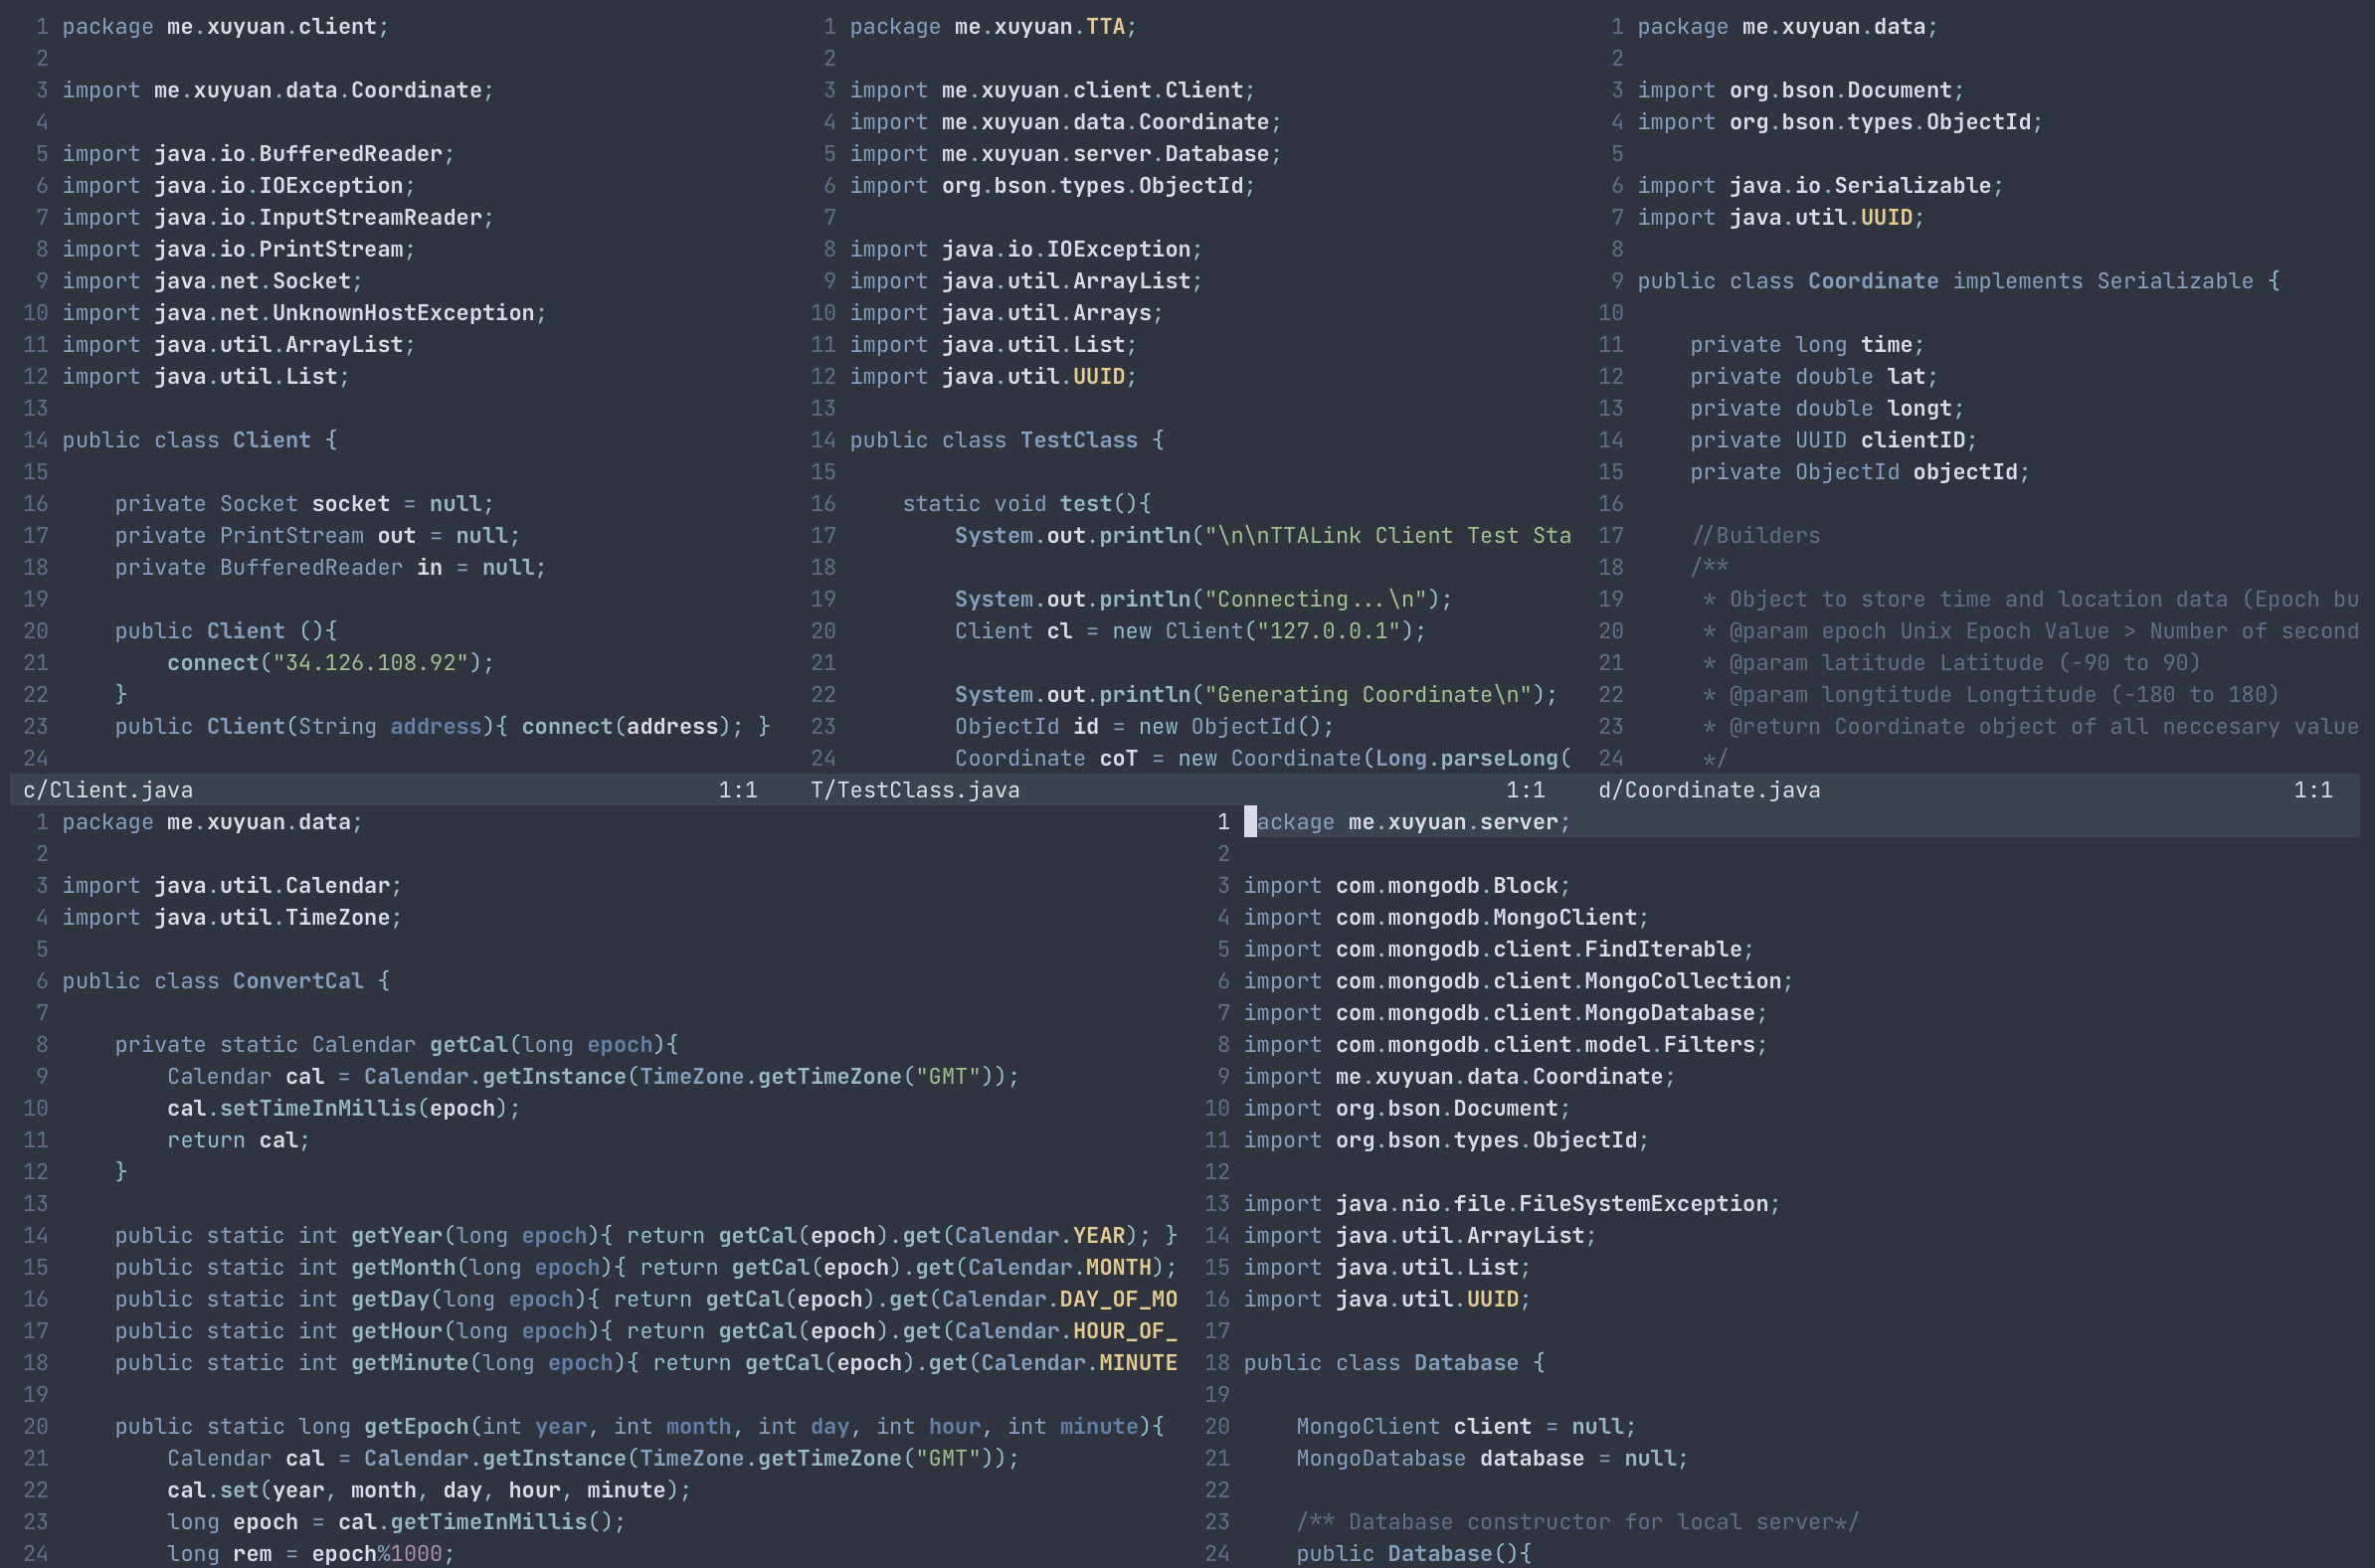 1 package me.xuyuan.client;
2
3 import me.xuyuan.data.Coordinate;
4
5 import java.io.BufferedReader;
6 import java.io.IOException;
7 import java.io.InputStreamReader;
8 import java.io.PrintStream;
9 import java.net.Socket;
10 import java.net.UnknownHostException;
11 import java.util.ArrayList;
12 import java.util.List;
13
14 public class Client {
15
16     private Socket socket = null;
17     private PrintStream out = null;
18     private BufferedReader in = null;
19
20     public Client (){
21         connect("34.126.108.92");
22     }
23     public Client(String address){ connect(address); }
24
c/Client.java 1:1
1 package me.xuyuan.TTA;
2
3 import me.xuyuan.client.Client;
4 import me.xuyuan.data.Coordinate;
5 import me.xuyuan.server.Database;
6 import org.bson.types.ObjectId;
7
8 import java.io.IOException;
9 import java.util.ArrayList;
10 import java.util.Arrays;
11 import java.util.List;
12 import java.util.UUID;
13
14 public class TestClass {
15
16     static void test(){
17         System.out.println("\n\nTTALink Client Test Sta
18
19         System.out.println("Connecting...\n");
20         Client cl = new Client("127.0.0.1");
21
22         System.out.println("Generating Coordinate\n");
23         ObjectId id = new ObjectId();
24         Coordinate coT = new Coordinate(Long.parseLong(
T/TestClass.java 1:1
1 package me.xuyuan.data;
2
3 import org.bson.Document;
4 import org.bson.types.ObjectId;
5
6 import java.io.Serializable;
7 import java.util.UUID;
8
9 public class Coordinate implements Serializable {
10
11     private long time;
12     private double lat;
13     private double longt;
14     private UUID clientID;
15     private ObjectId objectId;
16
17     //Builders
18     /**
19      * Object to store time and location data (Epoch bu
20      * @param epoch Unix Epoch Value > Number of second
21      * @param latitude Latitude (-90 to 90)
22      * @param longtitude Longtitude (-180 to 180)
23      * @return Coordinate object of all neccesary value
24      */
d/Coordinate.java 1:1
1 package me.xuyuan.data;
2
3 import java.util.Calendar;
4 import java.util.TimeZone;
5
6 public class ConvertCal {
7
8     private static Calendar getCal(long epoch){
9         Calendar cal = Calendar.getInstance(TimeZone.getTimeZone("GMT"));
10         cal.setTimeInMillis(epoch);
11         return cal;
12     }
13
14     public static int getYear(long epoch){ return getCal(epoch).get(Calendar.YEAR); }
15     public static int getMonth(long epoch){ return getCal(epoch).get(Calendar.MONTH);
16     public static int getDay(long epoch){ return getCal(epoch).get(Calendar.DAY_OF_MO
17     public static int getHour(long epoch){ return getCal(epoch).get(Calendar.HOUR_OF_
18     public static int getMinute(long epoch){ return getCal(epoch).get(Calendar.MINUTE
19
20     public static long getEpoch(int year, int month, int day, int hour, int minute){
21         Calendar cal = Calendar.getInstance(TimeZone.getTimeZone("GMT"));
22         cal.set(year, month, day, hour, minute);
23         long epoch = cal.getTimeInMillis();
24         long rem = epoch%1000;
1 ackage me.xuyuan.server;
2
3 import com.mongodb.Block;
4 import com.mongodb.MongoClient;
5 import com.mongodb.client.FindIterable;
6 import com.mongodb.client.MongoCollection;
7 import com.mongodb.client.MongoDatabase;
8 import com.mongodb.client.model.Filters;
9 import me.xuyuan.data.Coordinate;
10 import org.bson.Document;
11 import org.bson.types.ObjectId;
12
13 import java.nio.file.FileSystemException;
14 import java.util.ArrayList;
15 import java.util.List;
16 import java.util.UUID;
17
18 public class Database {
19
20     MongoClient client = null;
21     MongoDatabase database = null;
22
23     /** Database constructor for local server*/
24     public Database(){